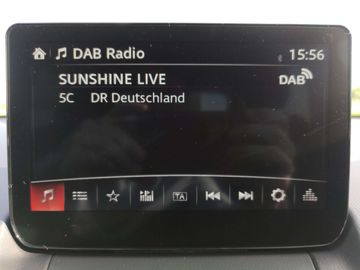 DAB Radio 15:56
SUNSHINE LIVE DAB
5C DR Deutschland
TA